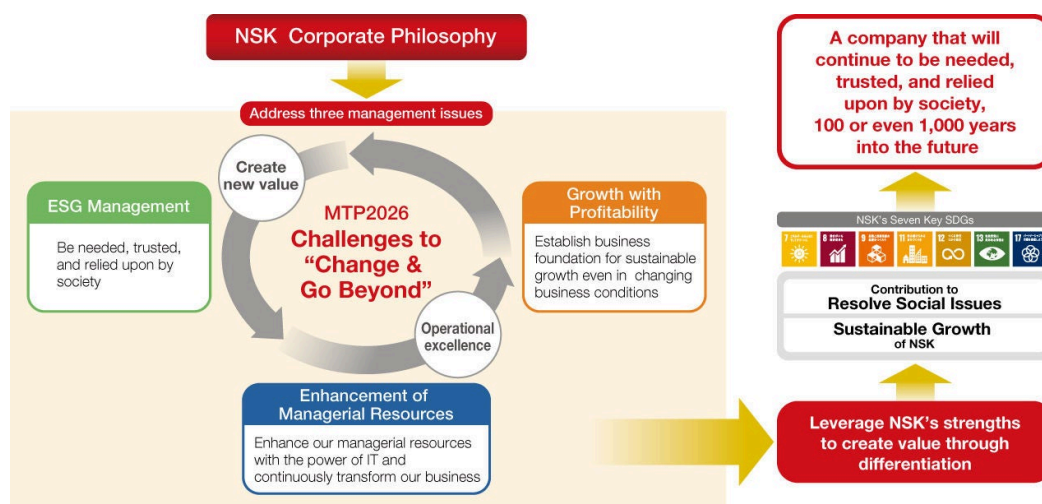 NSK Corporate Philosophy
Address three management issues
Create
new value
ESG Management
Be needed, trusted,
and relied upon by
society
MTP2026
Challenges to
“Change &
Go Beyond”
Growth with
Profitability
Establish business
foundation for sustainable
growth even in changing
business conditions
Operational
excellence
Enhancement of
Managerial Resources
Enhance our managerial resources
with the power of IT and
continuously transform our business
A company that will
continue to be needed,
trusted, and relied
upon by society,
100 or even 1,000 years
into the future
NSK's Seven Key SDGs
7
8
9
11
12
13
17
Contribution to
Resolve Social Issues
Sustainable Growth
of NSK
Leverage NSK's strengths
to create value through
differentiation